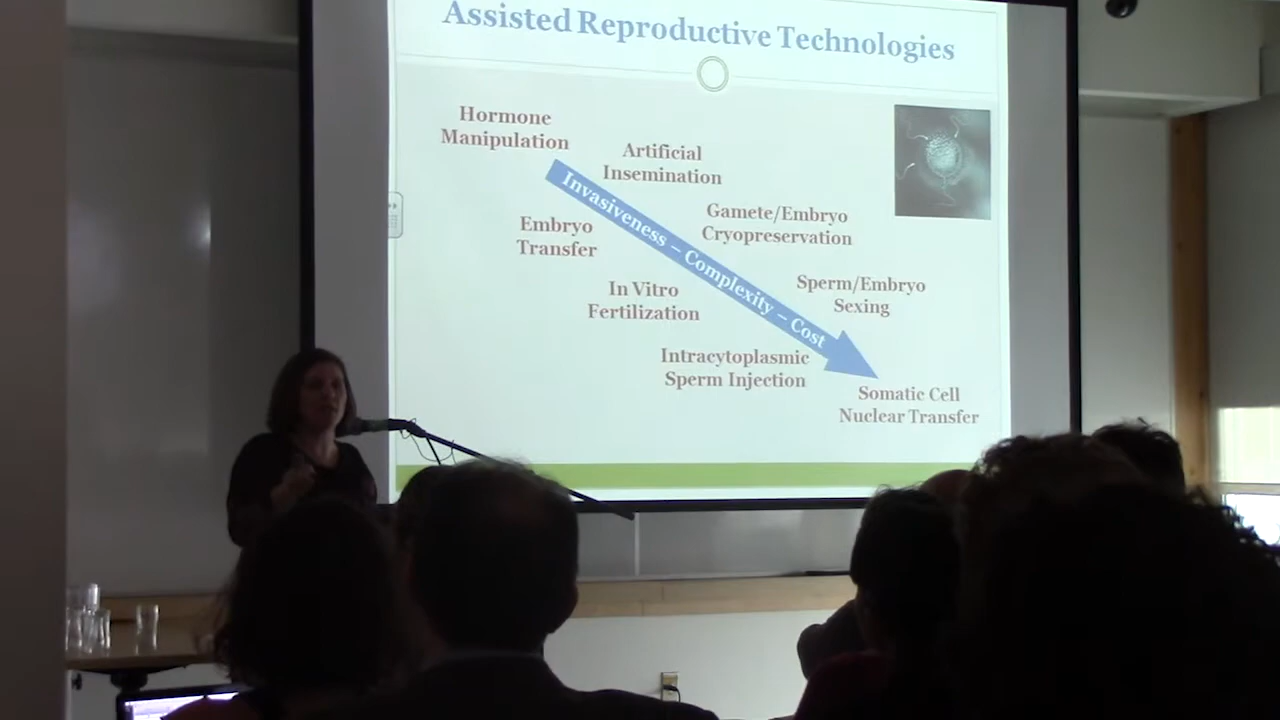 Assisted Reproductive Technologies
Hormone
Manipulation
Artificial
Insemination
Invasiveness – Complexity – Cost
Embryo
Transfer
Gamete/Embryo
Cryopreservation
In Vitro
Fertilization
Sperm/Embryo
Sexing
Intracytoplasmic
Sperm Injection
Somatic Cell
Nuclear Transfer